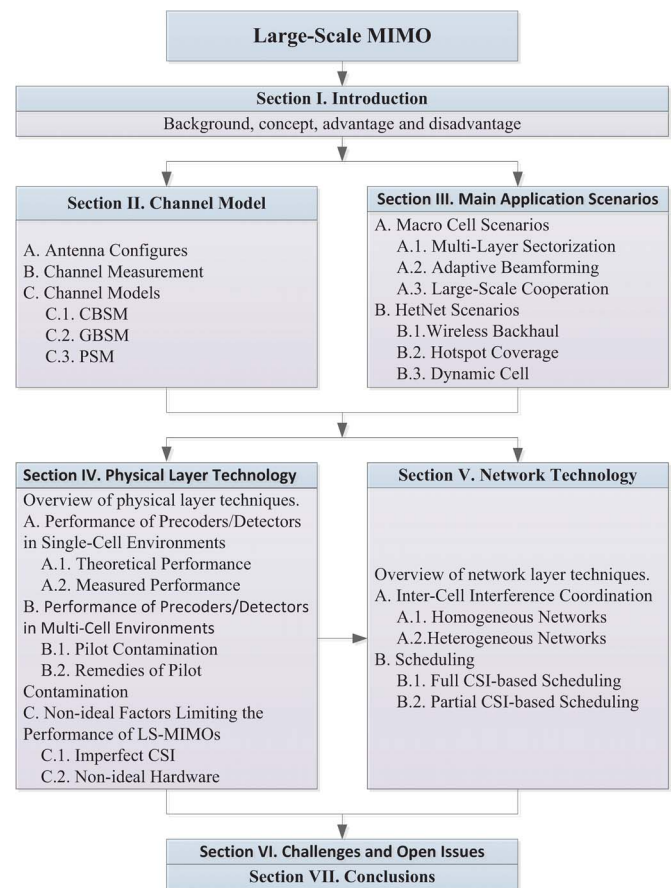 Large-Scale MIMO
Section I. Introduction
Background, concept, advantage and disadvantage
Section II. Channel Model
A. Antenna Configures
B. Channel Measurement
C. Channel Models
C.1. CBSM
C.2. GBSM
C.3. PSM
Section III. Main Application Scenarios
A. Macro Cell Scenarios
A.1. Multi-Layer Sectorization
A.2. Adaptive Beamforming
A.3. Large-Scale Cooperation
B. HetNet Scenarios
B.1.Wireless Backhaul
B.2. Hotspot Coverage
B.3. Dynamic Cell
Section IV. Physical Layer Technology
Overview of physical layer techniques.
A. Performance of Precoders/Detectors
in Single-Cell Environments
A.1. Theoretical Performance
A.2. Measured Performance
B. Performance of Precoders/Detectors
in Multi-Cell Environments
B.1. Pilot Contamination
B.2. Remedies of Pilot
Contamination
C. Non-ideal Factors Limiting the
Performance of LS-MIMOs
C.1. Imperfect CSI
C.2. Non-ideal Hardware
Section V. Network Technology
Overview of network layer techniques.
A. Inter-Cell Interference Coordination
A.1. Homogeneous Networks
A.2.Heterogeneous Networks
B. Scheduling
B.1. Full CSI-based Scheduling
B.2. Partial CSI-based Scheduling
Section VI. Challenges and Open Issues
Section VII. Conclusions